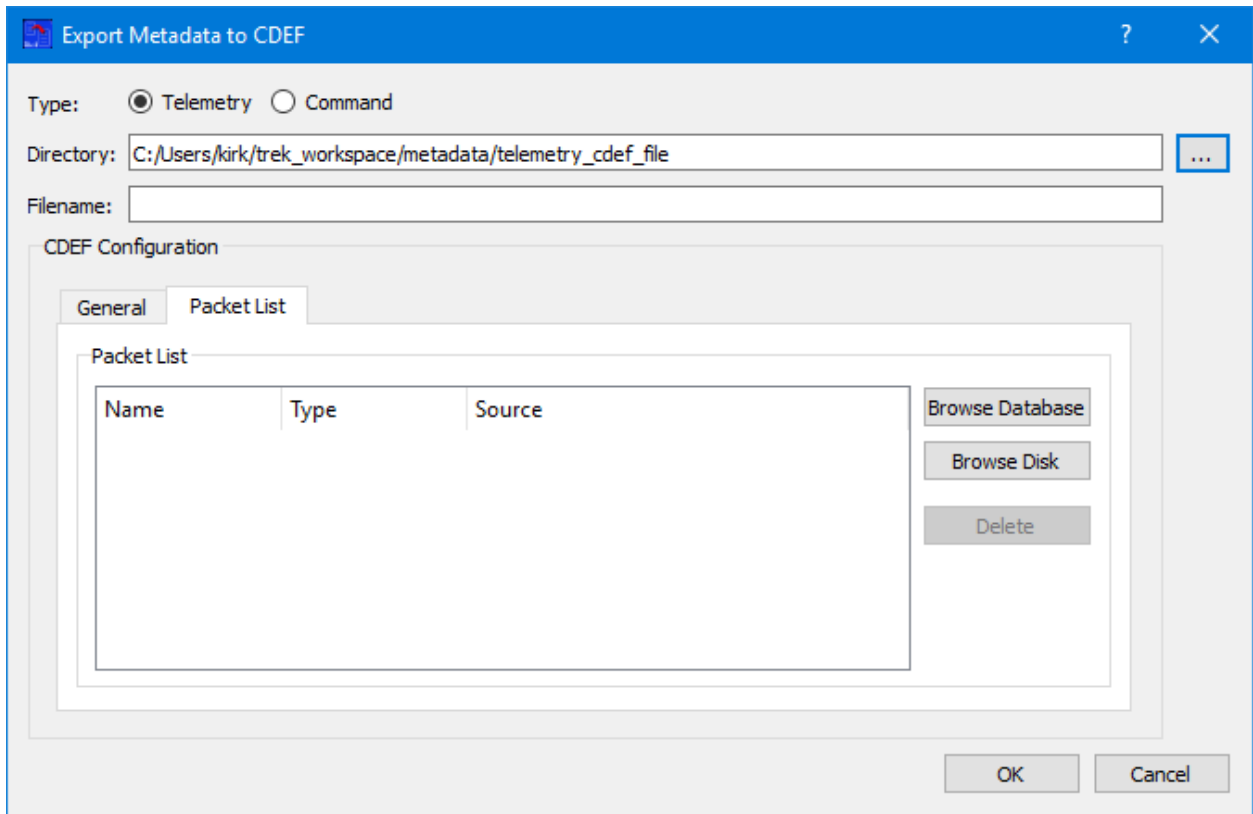 Export Metadata to CDEF ?
Type: Telemetry Command
Directory: C:/Users/kirk/trek_workspace/metadata/telemetry_cdef_file ...
Filename:
CDEF Configuration
General Packet List
Packet List
Name Type Source
Browse Database
Browse Disk
Delete
OK Cancel